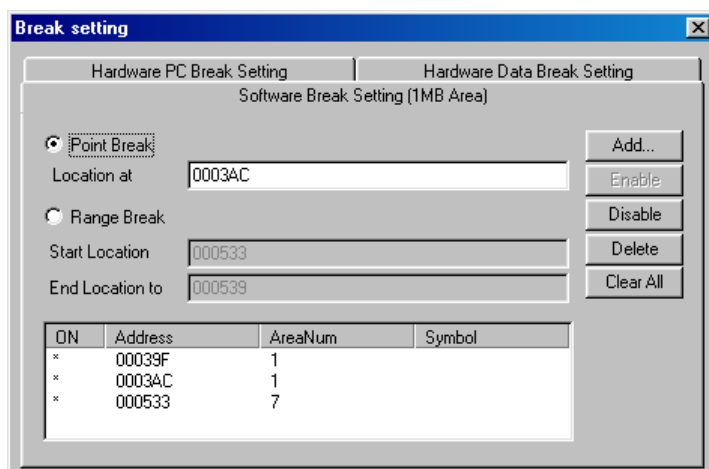 Break setting
Hardware PC Break Setting Hardware Data Break Setting
Software Break Setting (1MB Area)
Point Break
Add...
Location at 0003AC
Enable
Range Break
Disable
Start Location 000533
Delete
End Location to 000539
Clear All
ON Address AreaNum Symbol
* 00039F 1
* 0003AC 1
* 000533 7